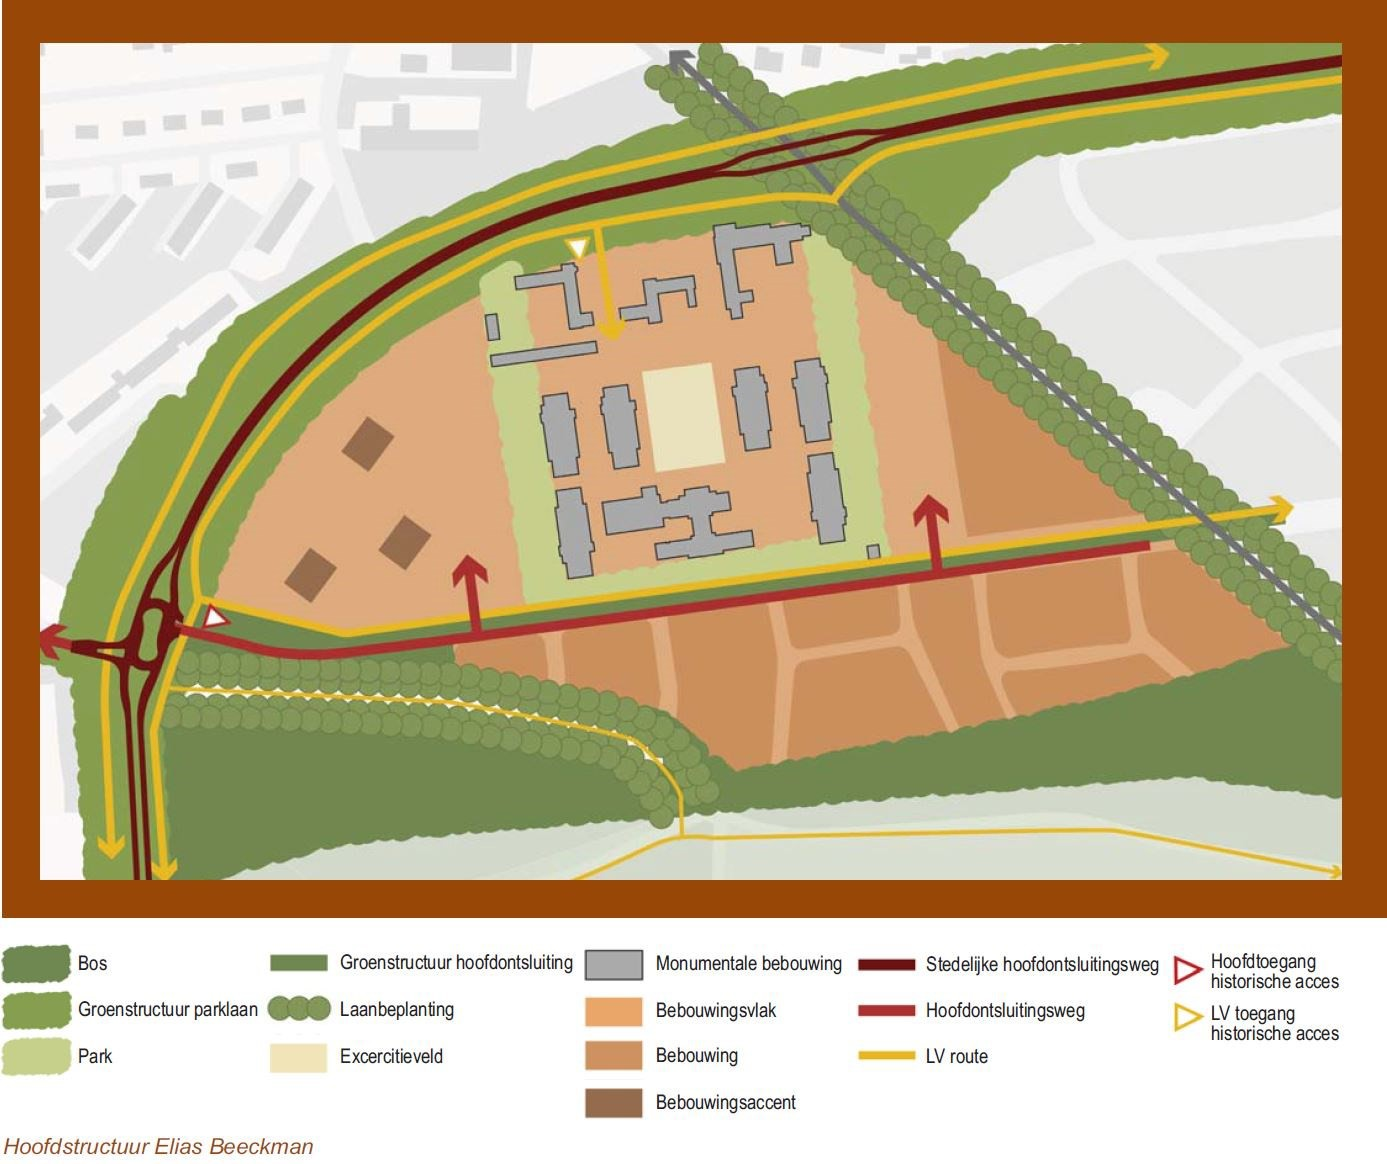 Bos
Groenstructuur parklaan
Park
Groenstructuur hoofdontsluiting
Laanbeplanting
Excercitieveld
Monumentale bebouwing
Bebouwingsvlak
Bebouwing
Bebouwingsaccent
Stedelijke hoofdontsluitingsweg
Hoofdontsluitingsweg
LV route
Hoofdtoegang
historische acces
LV toegang
historische acces
Hoofdstructuur Elias Beeckman